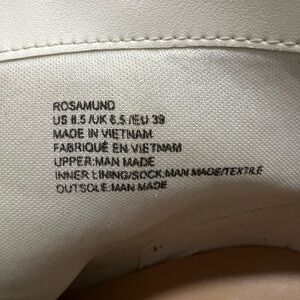 ROSAMUND
US 8.5 /UK 6.5 /EU 39
MADE IN VIETNAM
FABRIQUÉ EN VIETNAM
UPPER:MAN MADE
INNER LINING/SOCK:MAN MADE/TEXTILE
OUTSOLE:MAN MADE